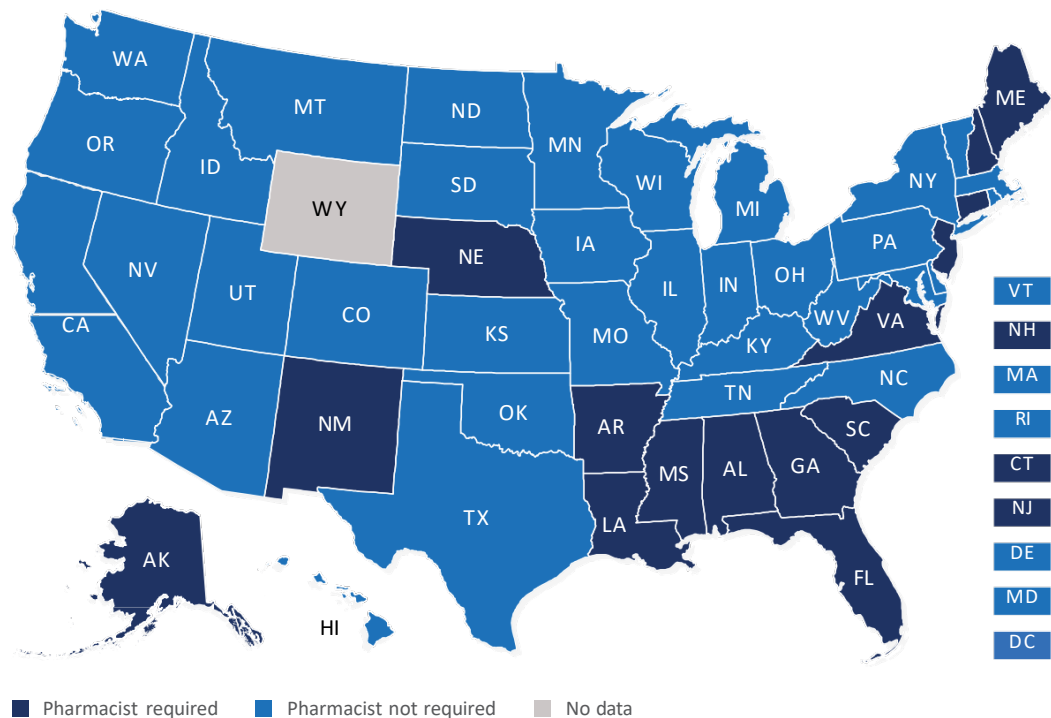 WA
MT
ND
MN
ME
OR
ID
SD
WI
NY
WY
MI
IA
PA
NE
NV
UT
IL
IN
OH
CO
WV
VA
CA
KS
MO
KY
NC
TN
AZ
NM
OK
AR
SC
MS
AL
GA
TX
LA
AK
FL
HI
VT
NH
MA
RI
CT
NJ
DE
MD
DC
Pharmacist required Pharmacist not required No data